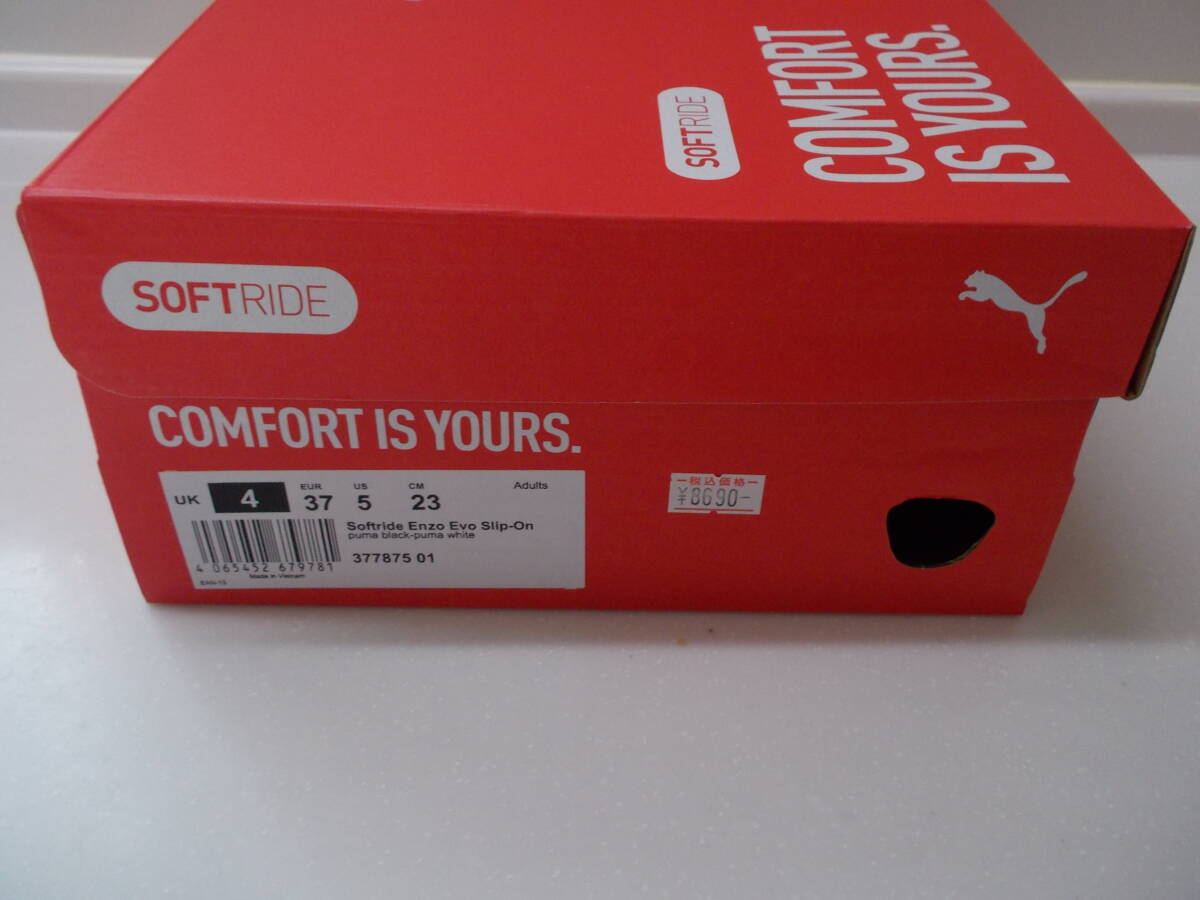 COMFORT
IS YOURS.
SOFTRIDE
SOFTRIDE
COMFORT IS YOURS.
UK 4 EUR 37 US 5 CM 23 Adults
Softride Enzo Evo Slip-On
puma black-puma white
377875 01
4 065452 679781
EAN-13
Made in Vietnam
税込価格
¥8690-